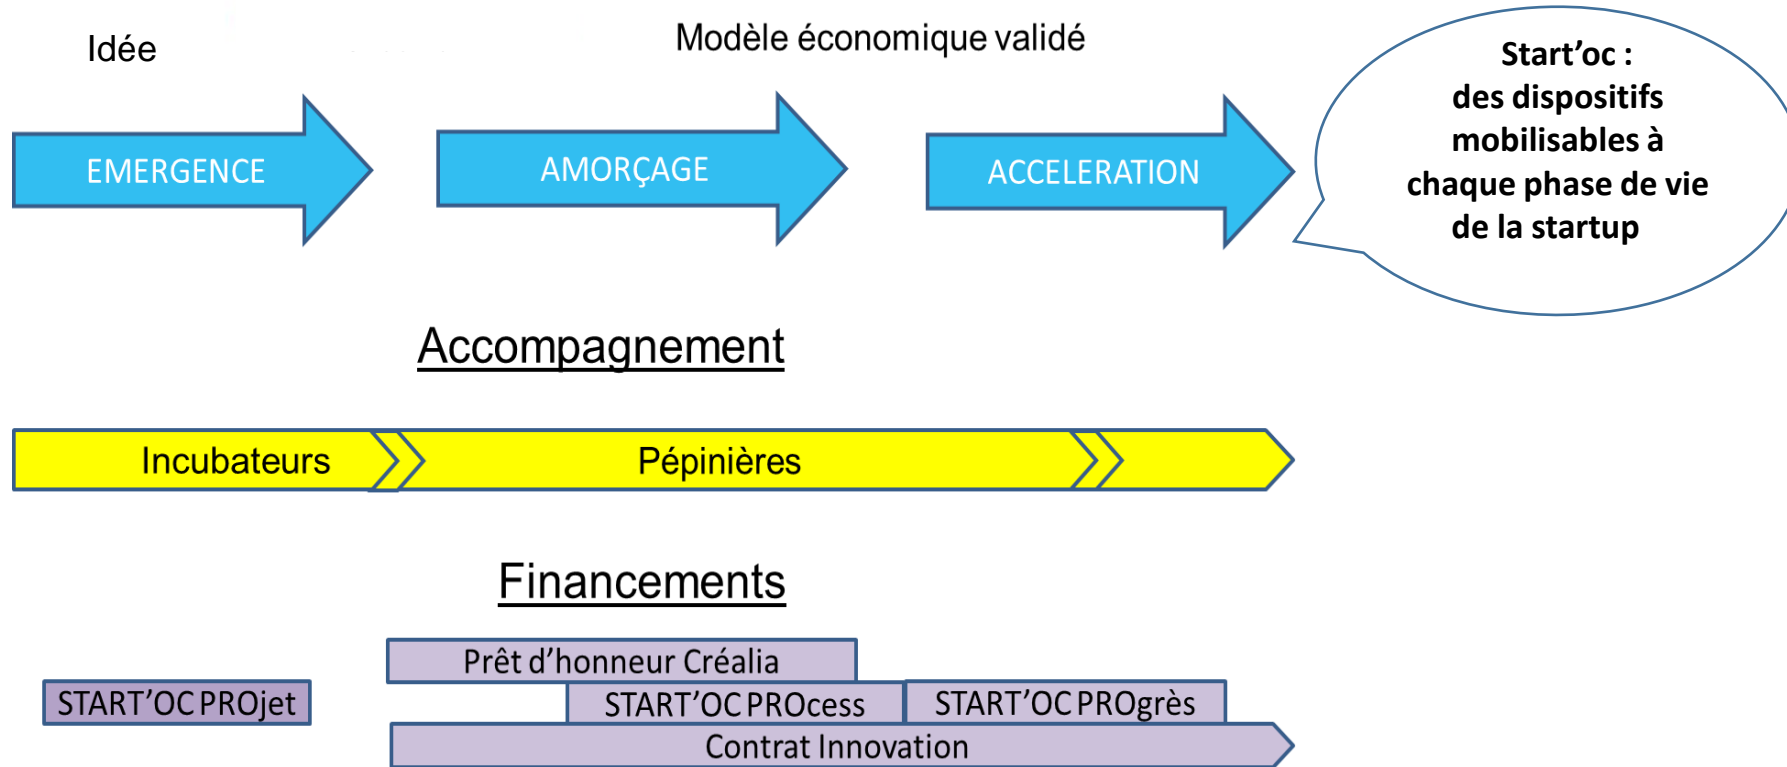 Idée
Modèle économique validé
EMERGENCE
AMORÇAGE
ACCELERATION
Start’oc :
des dispositifs
mobilisables à
chaque phase de vie
de la startup
Accompagnement
Incubateurs
Pépinières
Financements
Prêt d’honneur Créalia
START’OC PROjet
START’OC PROcess
START’OC PROgrès
Contrat Innovation